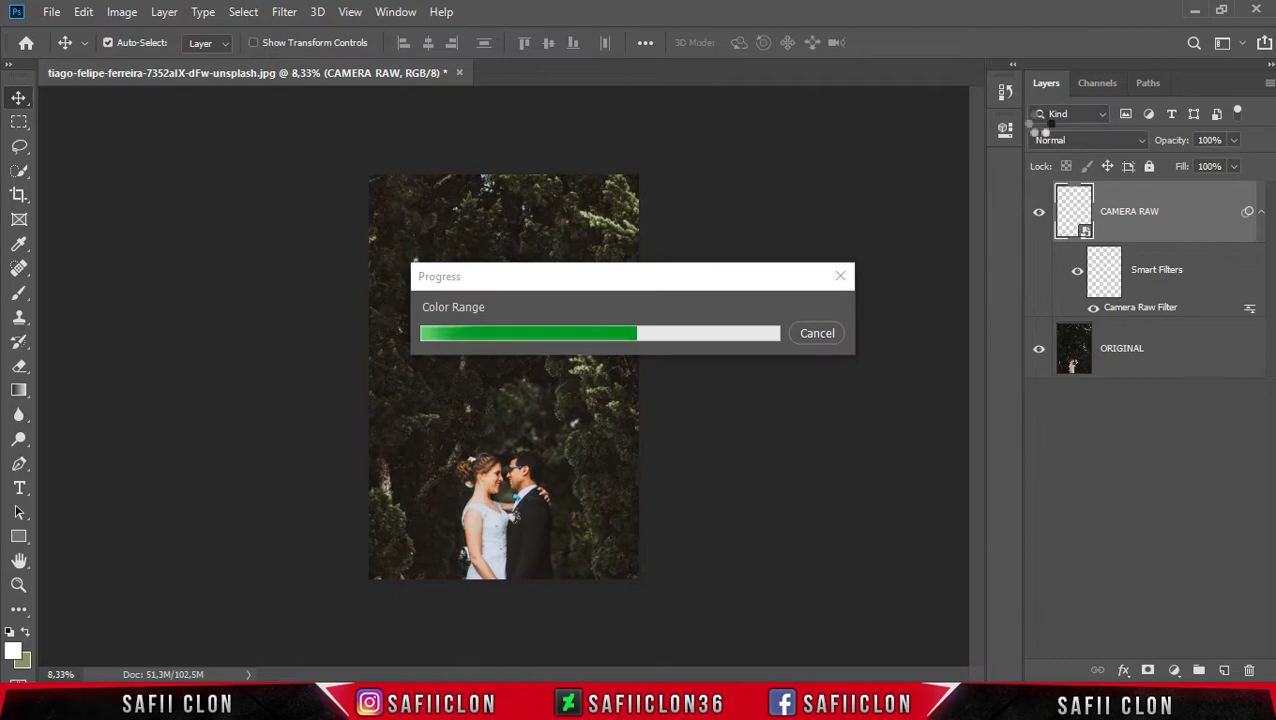 Ps File Edit Image Layer Type Select Filter 3D View Window Help
Auto-Select: Layer Show Transform Controls 3D Mode:
tiago-felipe-ferreira-7352aIX-dFw-unsplash.jpg @ 8,33% (CAMERA RAW, RGB/8) *
Layers Channels Paths
Kind
Normal Opacity: 100%
Lock: Fill: 100%
CAMERA RAW
Smart Filters
Camera Raw Filter
ORIGINAL
Progress
Color Range
Cancel
8,33% Doc: 51,3M/102,5M
SAFII CLON SAFIICLON SAFIICLON36 SAFIICLON SAFII CLON